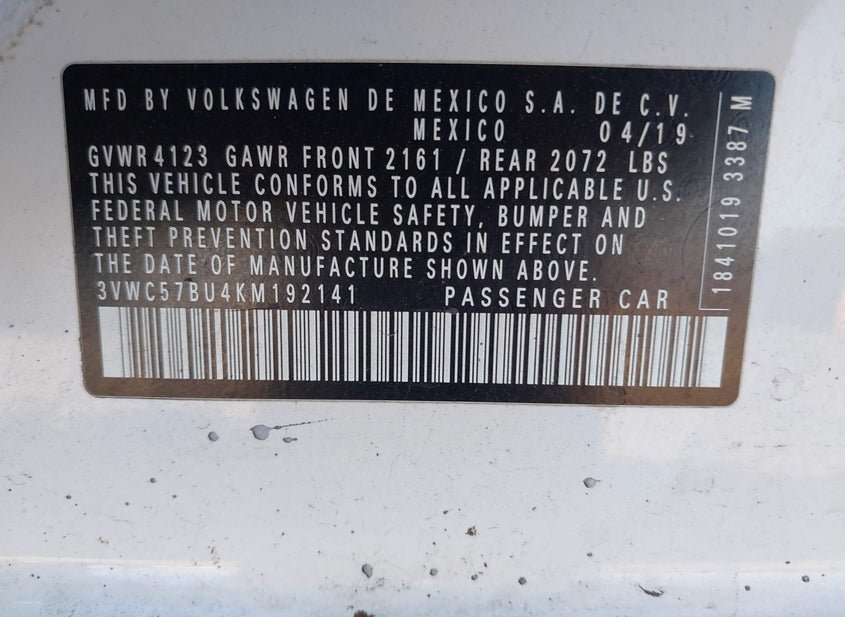 MFD BY VOLKSWAGEN DE MEXICO S.A. DE C.V.
MEXICO 04/19
GVWR 4123 GAWR FRONT 2161 / REAR 2072 LBS
THIS VEHICLE CONFORMS TO ALL APPLICABLE U.S.
FEDERAL MOTOR VEHICLE SAFETY, BUMPER AND
THEFT PREVENTION STANDARDS IN EFFECT ON
THE DATE OF MANUFACTURE SHOWN ABOVE.
3VWC57BU4KM192141 PASSENGER CAR
1841019 3387 M